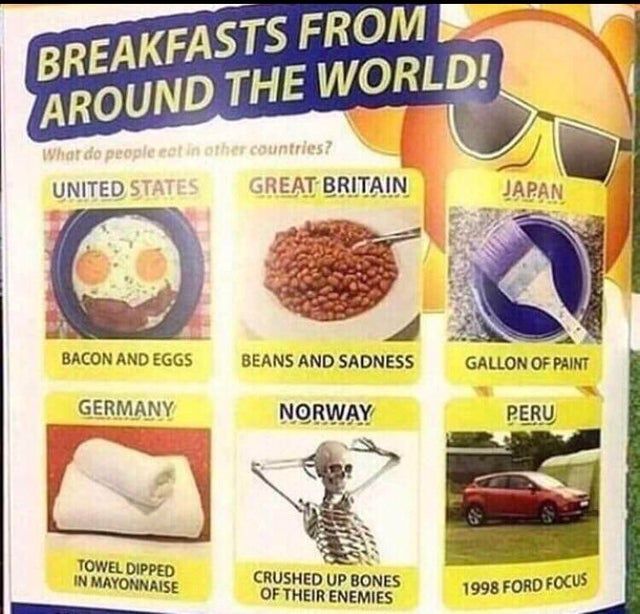 BREAKFASTS FROM
AROUND THE WORLD!
What do people eat in other countries?
UNITED STATES
BACON AND EGGS
GREAT BRITAIN
BEANS AND SADNESS
JAPAN
GALLON OF PAINT
GERMANY
TOWEL DIPPED
IN MAYONNAISE
NORWAY
CRUSHED UP BONES
OF THEIR ENEMIES
PERU
1998 FORD FOCUS